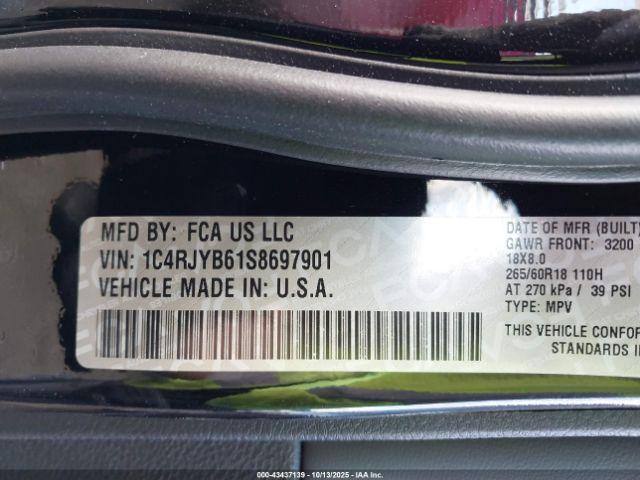 MFD BY: FCA US LLC
VIN: 1C4RJYB61S8697901
VEHICLE MADE IN: U.S.A.
DATE OF MFR (BUILT)
GAWR FRONT: 3200
18X8.0
265/60R18 110H
AT 270 kPa / 39 PSI
TYPE: MPV
THIS VEHICLE CONFOR
STANDARDS I
000-43437139 - 10/13/2025 - IAA Inc.